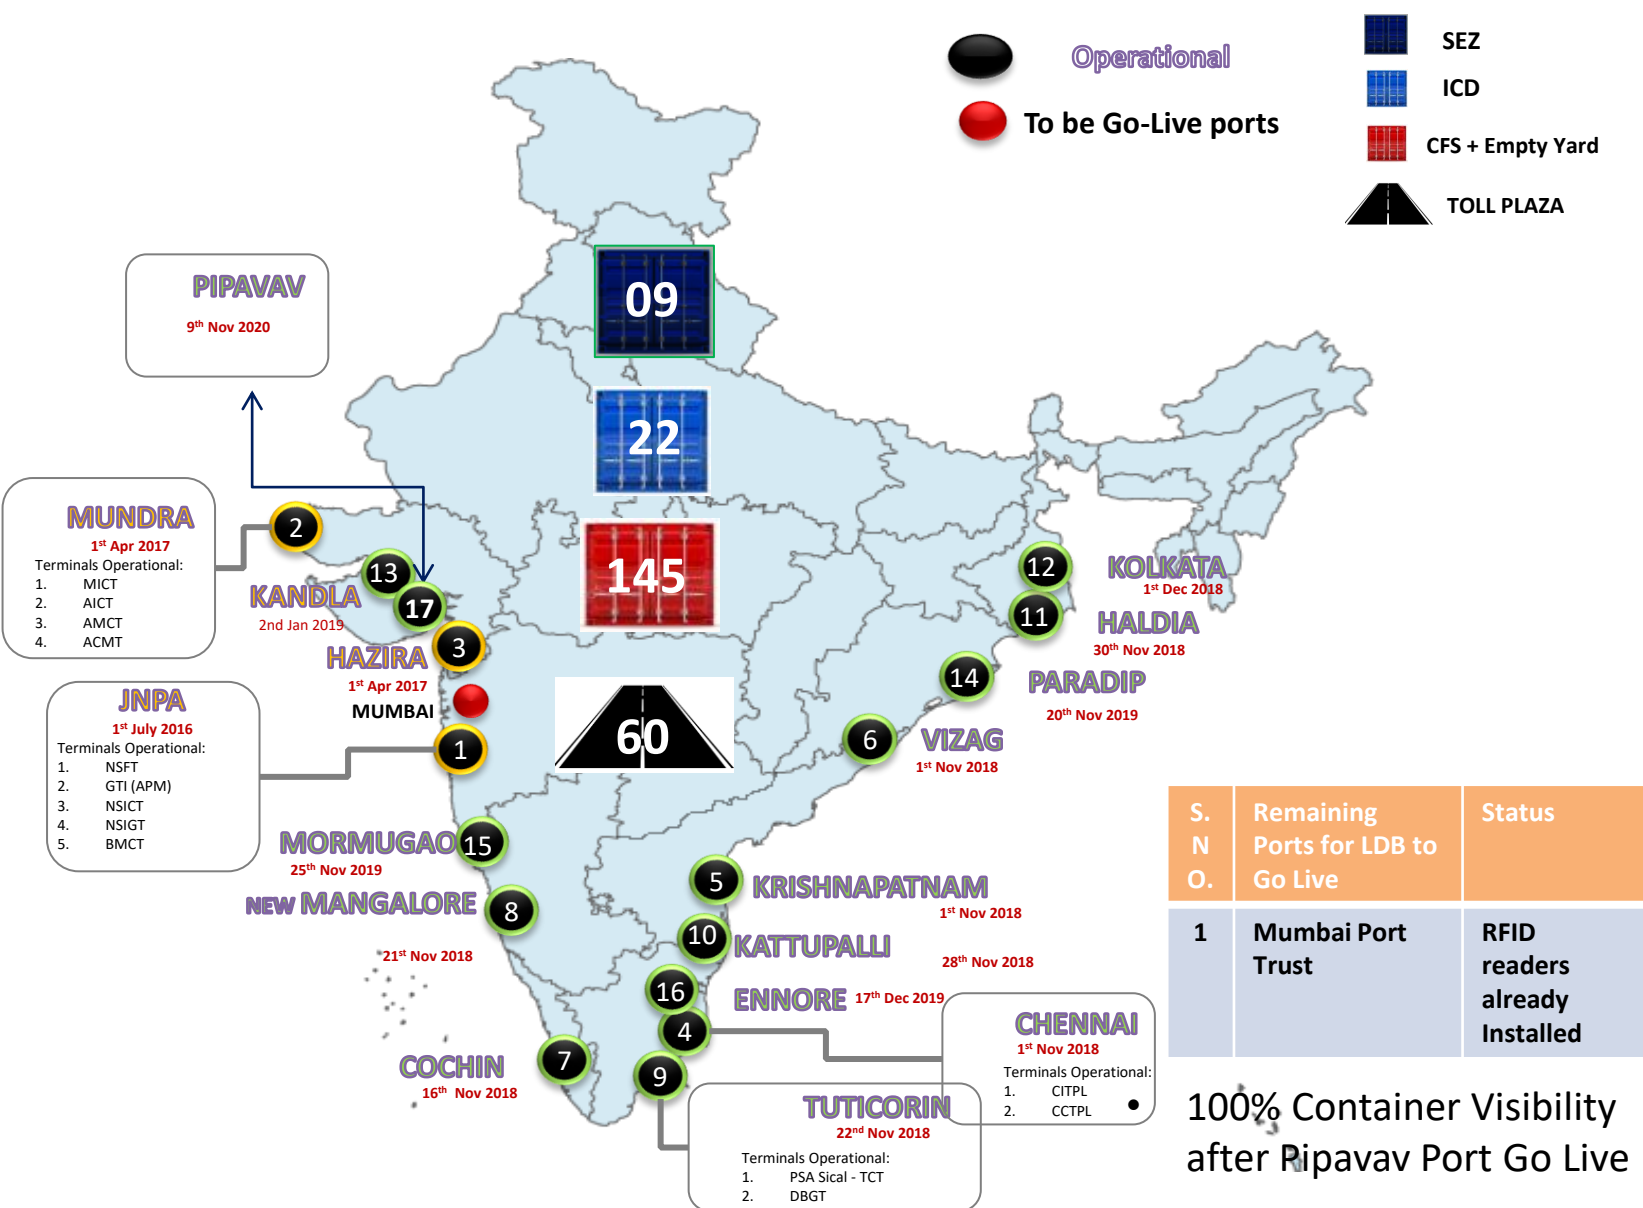 Operational
To be Go-Live ports
SEZ
ICD
CFS + Empty Yard
TOLL PLAZA
PIPAVAV
9th Nov 2020
09
22
145
60
MUNDRA
1st Apr 2017
Terminals Operational:
1. MICT
2. AICT
3. AMCT
4. ACMT
2
13
KANDLA
2nd Jan 2019
17
HAZIRA
1st Apr 2017
3
MUMBAI
JNPA
1st July 2016
Terminals Operational:
1. NSFT
2. GTI (APM)
3. NSICT
4. NSIGT
5. BMCT
1
MORMUGAO
25th Nov 2019
15
NEW MANGALORE
21st Nov 2018
8
COCHIN
16th Nov 2018
7
12
KOLKATA
1st Dec 2018
11
HALDIA
30th Nov 2018
14
PARADIP
20th Nov 2019
6
VIZAG
1st Nov 2018
5
KRISHNAPATNAM
1st Nov 2018
10
KATTUPALLI
28th Nov 2018
16
ENNORE 17th Dec 2019
4
CHENNAI
1st Nov 2018
Terminals Operational:
1. CITPL
2. CCTPL
9
TUTICORIN
22nd Nov 2018
Terminals Operational:
1. PSA Sical - TCT
2. DBGT
S.
N
O.
Remaining
Ports for LDB to
Go Live
Status
1
Mumbai Port
Trust
RFID
readers
already
Installed
100% Container Visibility
after Pipavav Port Go Live